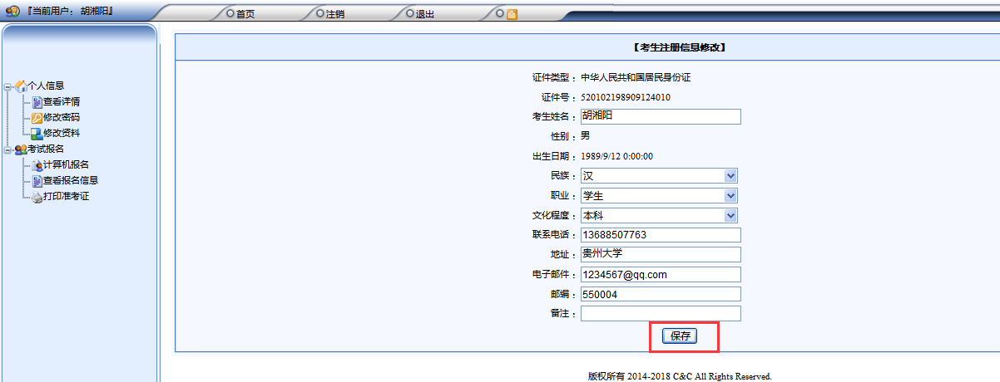 『当前用户： 胡湘阳』
首页
注销
退出
个人信息
查看详情
修改密码
修改资料
考试报名
计算机报名
查看报名信息
打印准考证
【考生注册信息修改】
证件类型： 中华人民共和国居民身份证
证件号： 520102198909124010
考生姓名： 胡湘阳
性别： 男
出生日期： 1989/9/12 0:00:00
民族： 汉
职业： 学生
文化程度： 本科
联系电话： 13688507763
地址： 贵州大学
电子邮件： 1234567@qq.com
邮编： 550004
备注：
保存
版权所有 2014-2018 C&C All Rights Reserved.